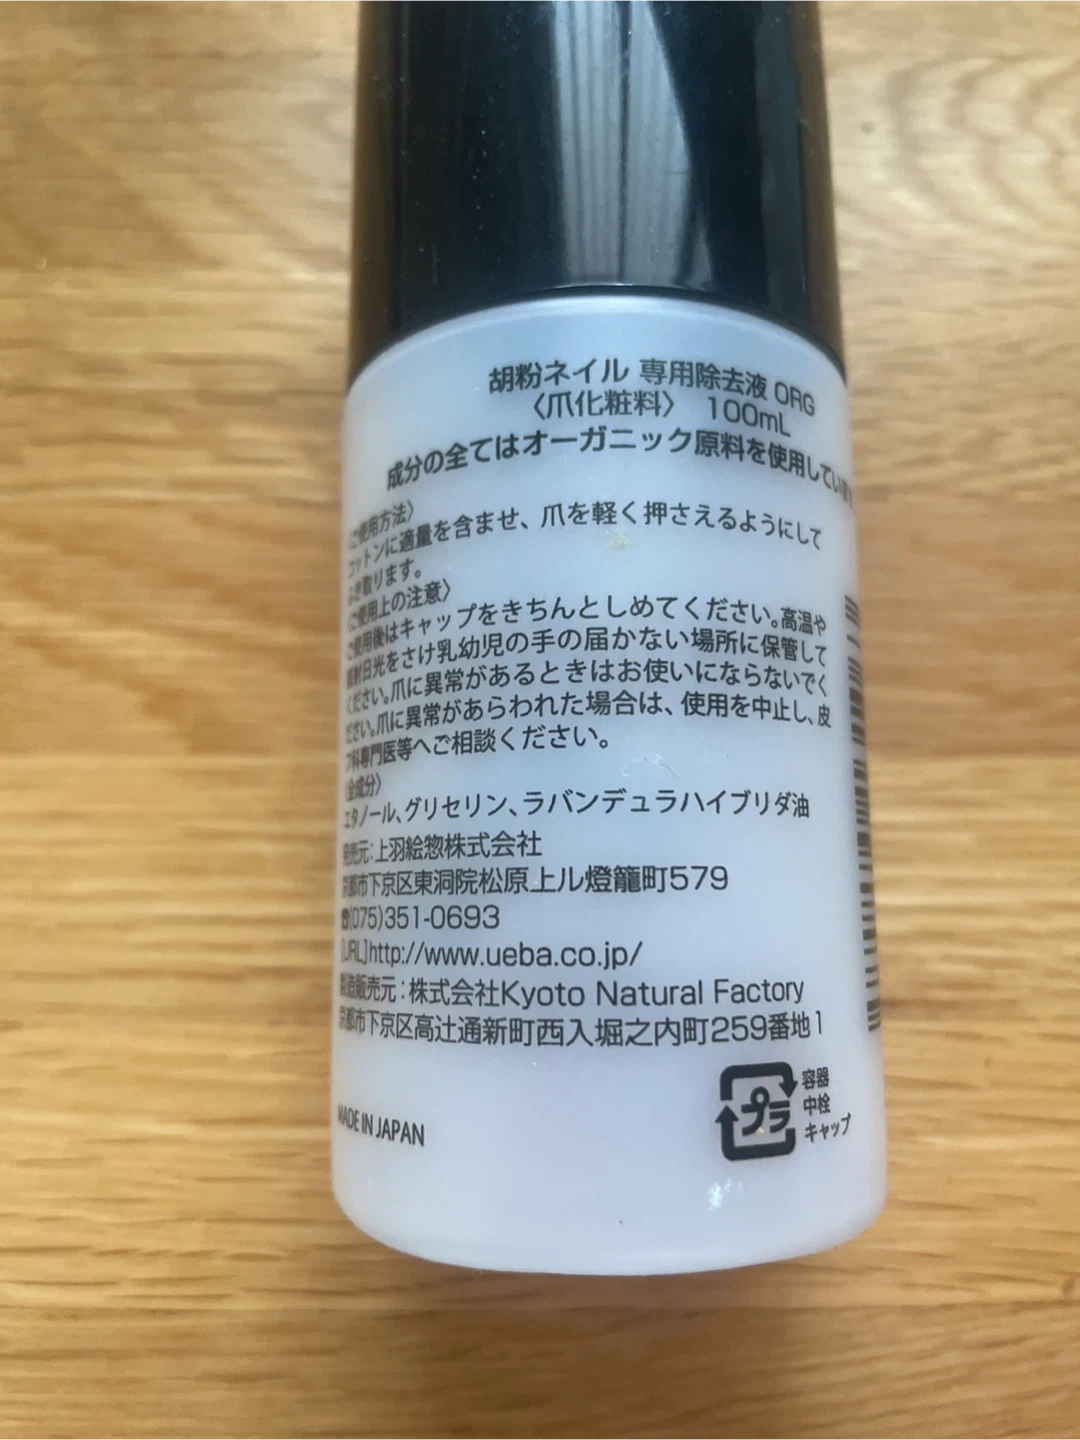 胡粉ネイル 専用除去液 ORG
〈爪化粧料〉 100mL
成分の全てはオーガニック原料を使用しています
〈ご使用方法〉
コットンに適量を含ませ、爪を軽く押さえるようにして
ふき取ります。
〈ご使用上の注意〉
ご使用後はキャップをきちんとしめてください。高温や
直射日光をさけ乳幼児の手の届かない場所に保管して
ください。爪に異常があるときはお使いにならないでく
ださい。爪に異常があらわれた場合は、使用を中止し、皮
フ科専門医等へご相談ください。
〈全成分〉
エタノール、グリセリン、ラバンデュラハイブリダ油
発売元：上羽絵惣株式会社
京都市下京区東洞院松原上ル燈籠町579
☎(075)351-0693
[URL]http://www.ueba.co.jp/
製造販売元：株式会社Kyoto Natural Factory
京都市下京区高辻通新町西入堀之内町259番地1
プラ
容器
中栓
キャップ
MADE IN JAPAN